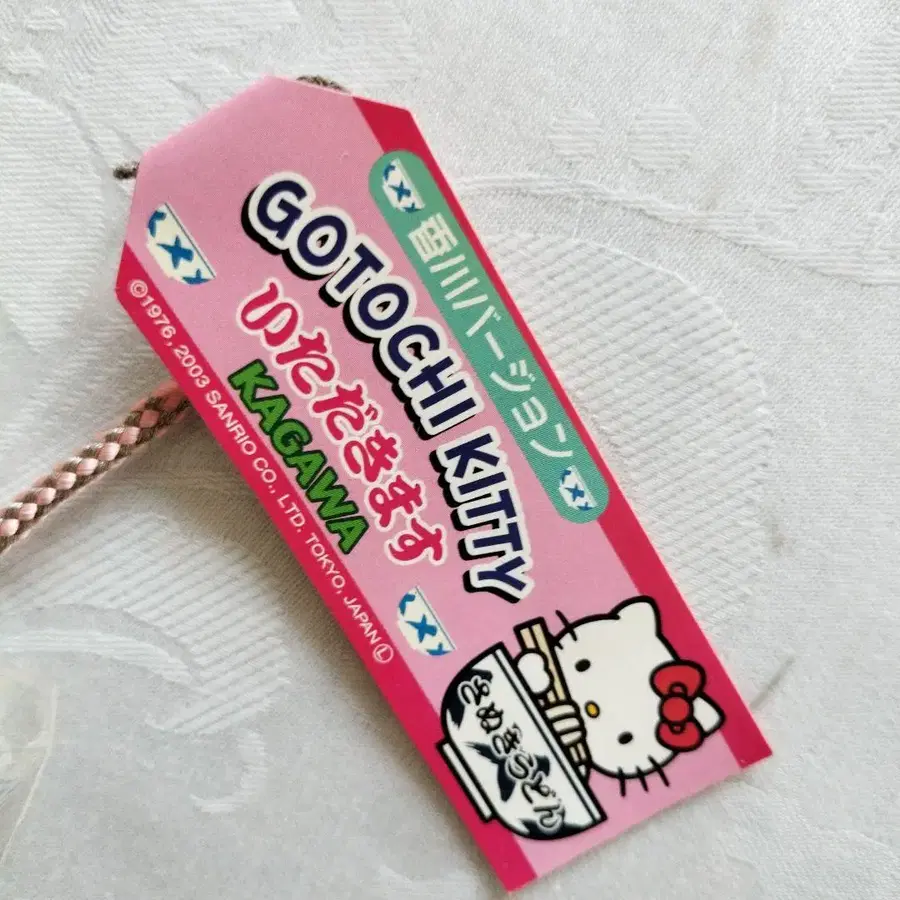 香川バージョン
GOTOCHI KITTY
いただきます
KAGAWA
©1976, 2003 SANRIO CO., LTD. TOKYO, JAPAN Ⓛ
さぬきうどん